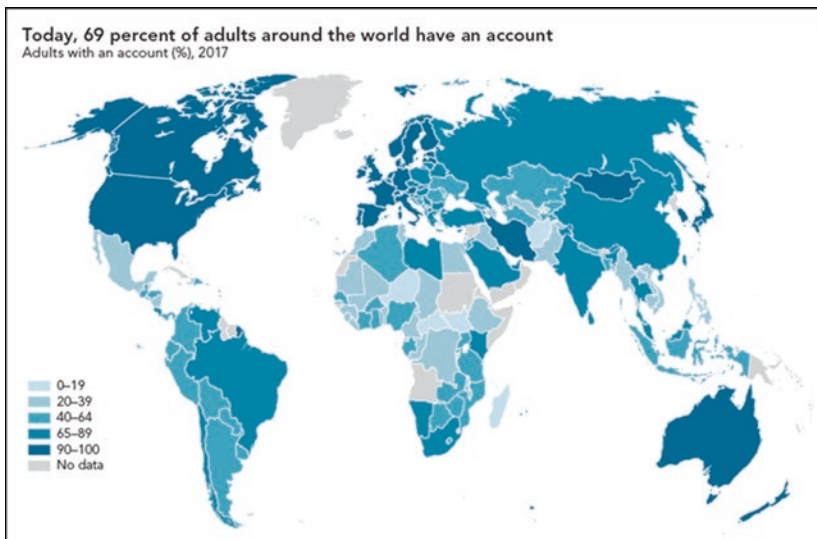 Today, 69 percent of adults around the world have an account
Adults with an account (%), 2017
0–19
20–39
40–64
65–89
90–100
No data